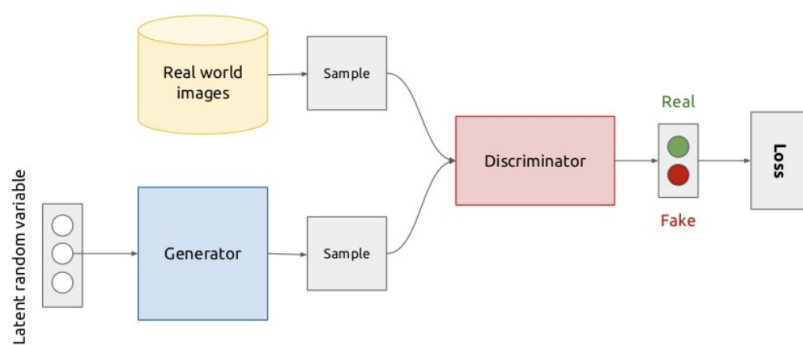 Real world
images
Sample
Real
Discriminator
Loss
Fake
Latent random variable
Generator
Sample